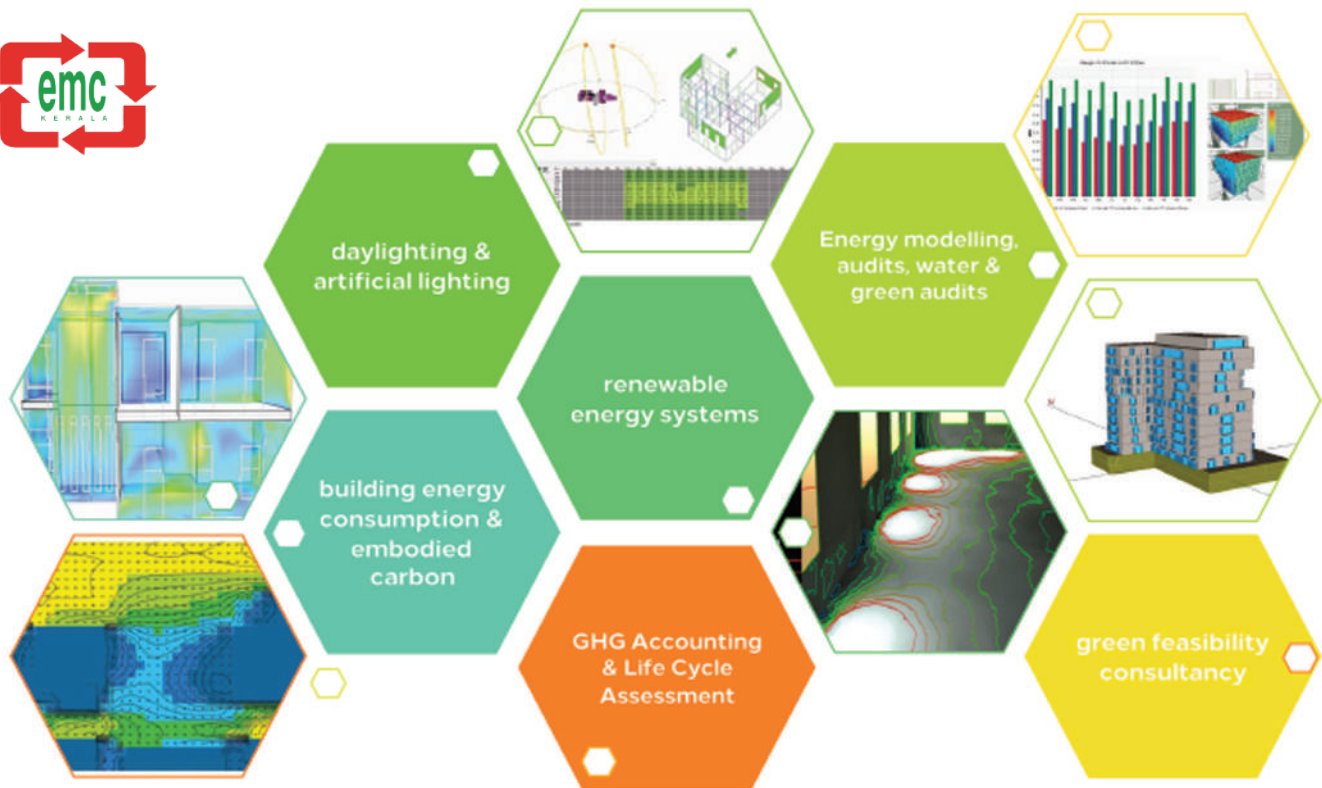 emc
KERALA
daylighting &
artificial lighting
Energy modelling,
audits, water &
green audits
renewable
energy systems
building energy
consumption &
embodied
carbon
GHG Accounting
& Life Cycle
Assessment
green feasibility
consultancy